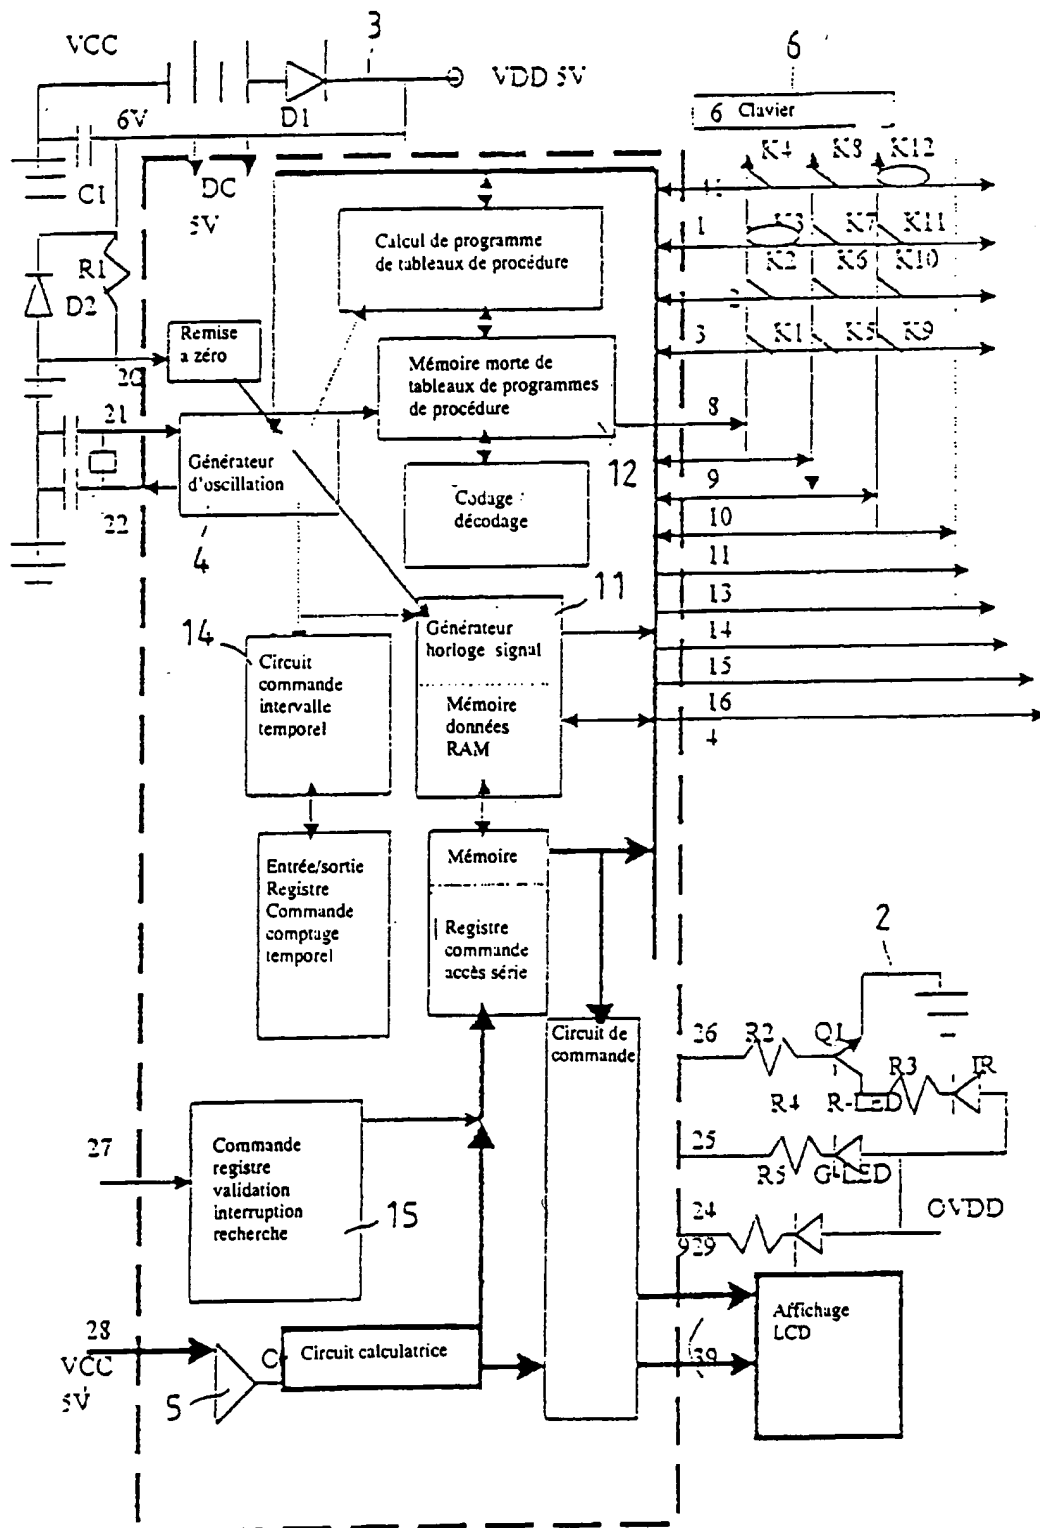 VCC
3
VDD 5V
6V
D1
C1
DC
5V
R1
D2
6
6 Clavier
K4
K8
K12
1
K3
K7
K11
K2
K6
K10
2
3
K1
K5
K9
Calcul de programme
de tableaux de procédure
Remise
a zéro
20
Mémoire morte de
tableaux de programmes
de procédure
8
12
21
Générateur
d'oscillation
22
4
Codage
décodage
9
10
11
13
14
15
16
4
11
Générateur
horloge signal
Mémoire
données
RAM
14
Circuit
commande
intervalle
temporel
Entrée/sortie
Registre
Commande
comptage
temporel
Mémoire
Registre
commande
accès série
Circuit de
commande
2
26
R2
Q1
R3
IR
R4
R-LED
25
R5
G-LED
24
OVDD
29
27
Commande
registre
validation
interruption
recherche
15
28
VCC
5V
5
C
Circuit calculatrice
39
Affichage
LCD